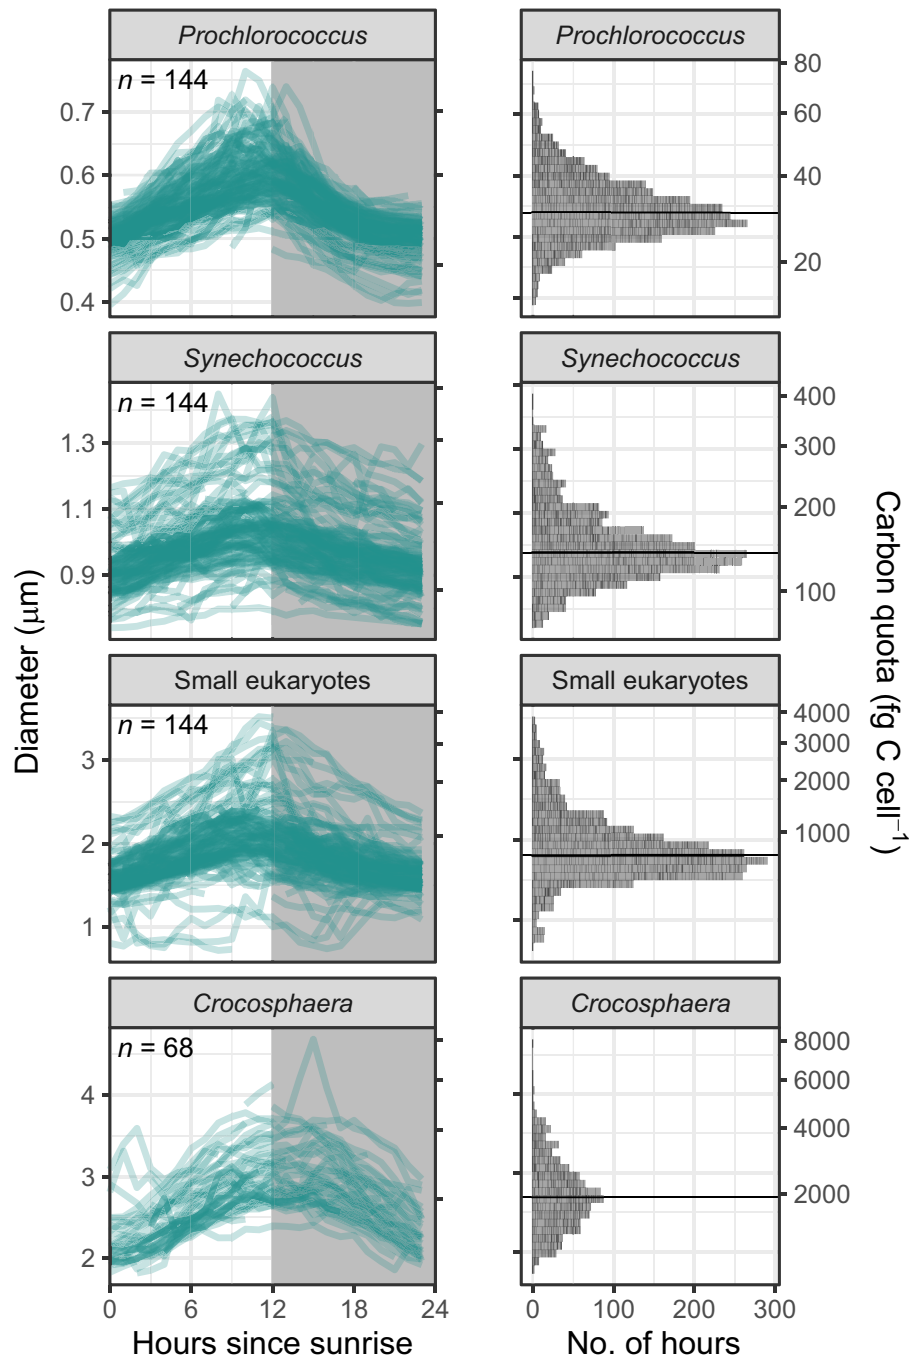 Prochlorococcus
Prochlorococcus
n = 144
0.7
0.6
0.5
0.4
80
60
40
20
Synechococcus
Synechococcus
n = 144
1.3
1.1
0.9
400
300
200
100
Small eukaryotes
Small eukaryotes
n = 144
3
2
1
4000
3000
2000
1000
Crocosphaera
Crocosphaera
n = 68
4
3
2
8000
6000
4000
2000
0 6 12 18 24
0 100 200 300
Hours since sunrise
No. of hours
Diameter (μm)
Carbon quota (fg C cell⁻¹)